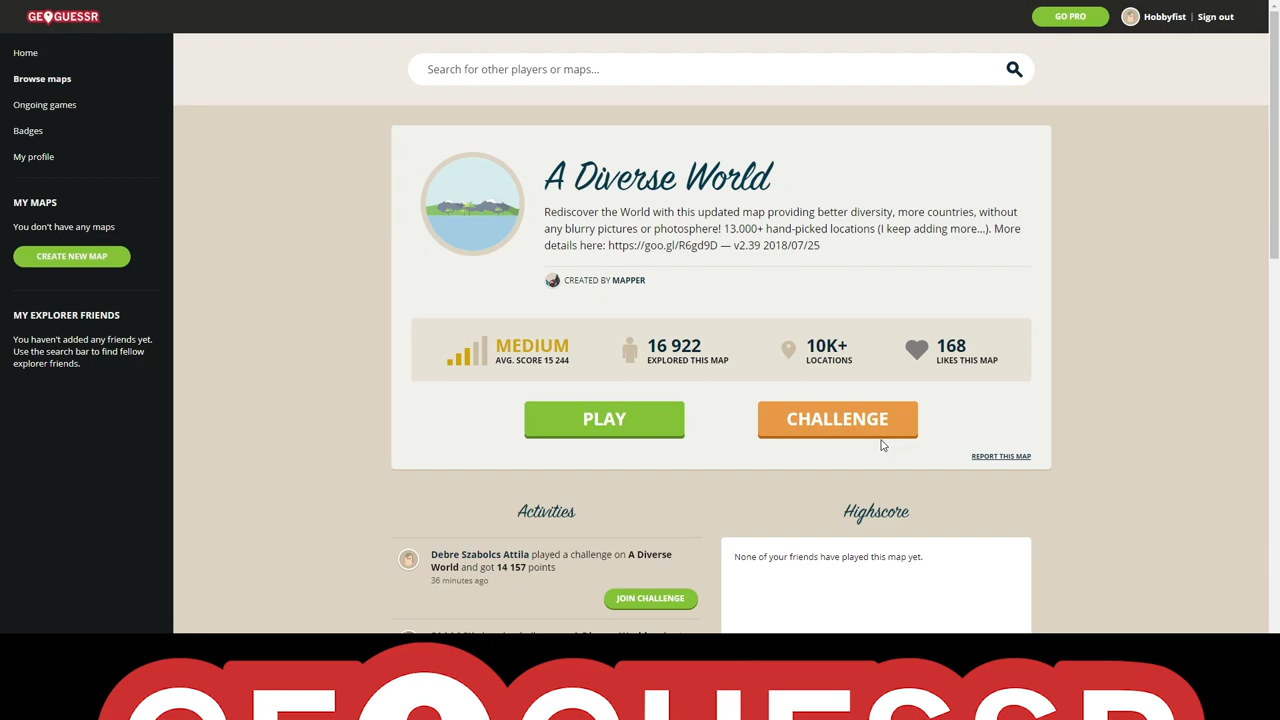 GEOGUESSR
GO PRO
Hobbyfist | Sign out
Home
Browse maps
Ongoing games
Badges
My profile
MY MAPS
You don't have any maps
CREATE NEW MAP
MY EXPLORER FRIENDS
You haven't added any friends yet.
Use the search bar to find fellow
explorer friends.
Search for other players or maps...
A Diverse World
Rediscover the World with this updated map providing better diversity, more countries, without
any blurry pictures or photosphere! 13.000+ hand-picked locations (I keep adding more...). More
details here: https://goo.gl/R6gd9D — v2.39 2018/07/25
CREATED BY MAPPER
MEDIUM
AVG. SCORE 15 244
16 922
EXPLORED THIS MAP
10K+
LOCATIONS
168
LIKES THIS MAP
PLAY
CHALLENGE
REPORT THIS MAP
Activities
Debre Szabolcs Attila played a challenge on A Diverse
World and got 14 157 points
36 minutes ago
JOIN CHALLENGE
Highscore
None of your friends have played this map yet.
GEOGUESSR